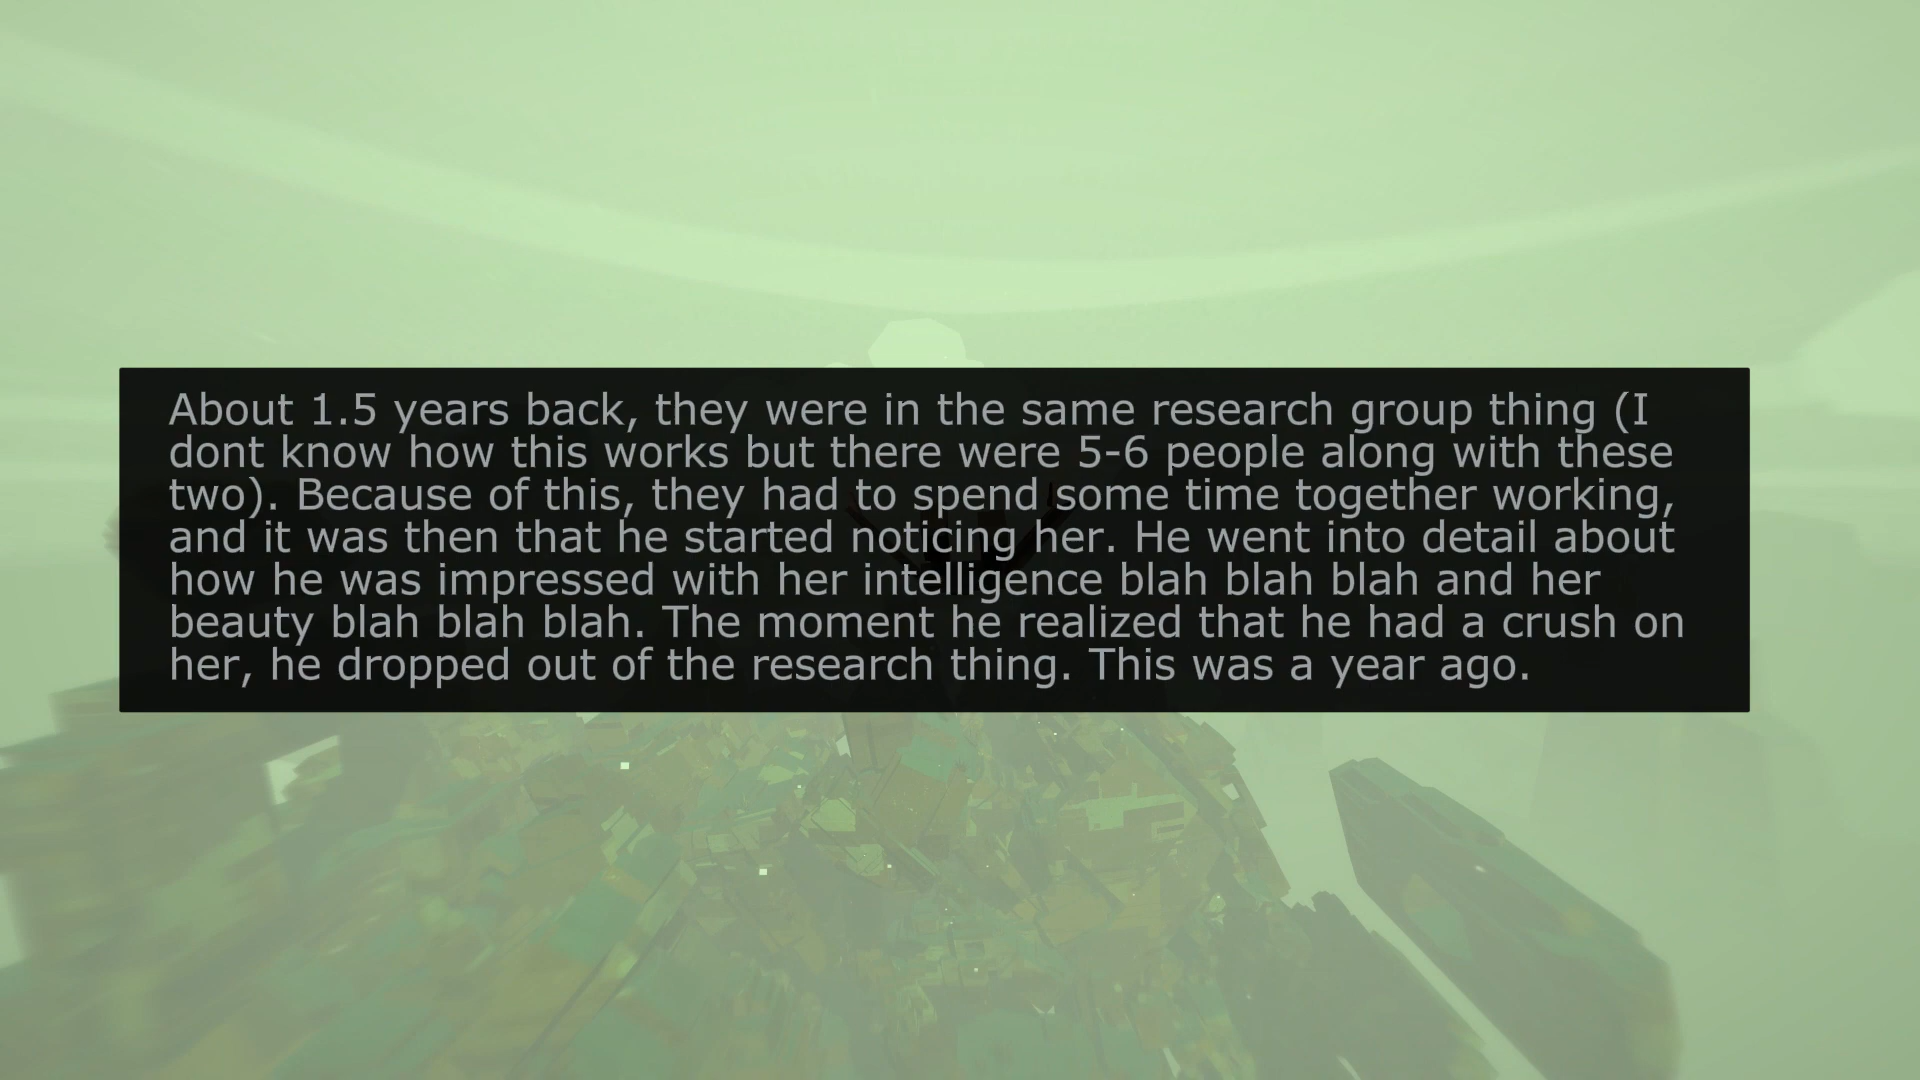 About 1.5 years back, they were in the same research group thing (I
dont know how this works but there were 5-6 people along with these
two). Because of this, they had to spend some time together working,
and it was then that he started noticing her. He went into detail about
how he was impressed with her intelligence blah blah blah and her
beauty blah blah blah. The moment he realized that he had a crush on
her, he dropped out of the research thing. This was a year ago.